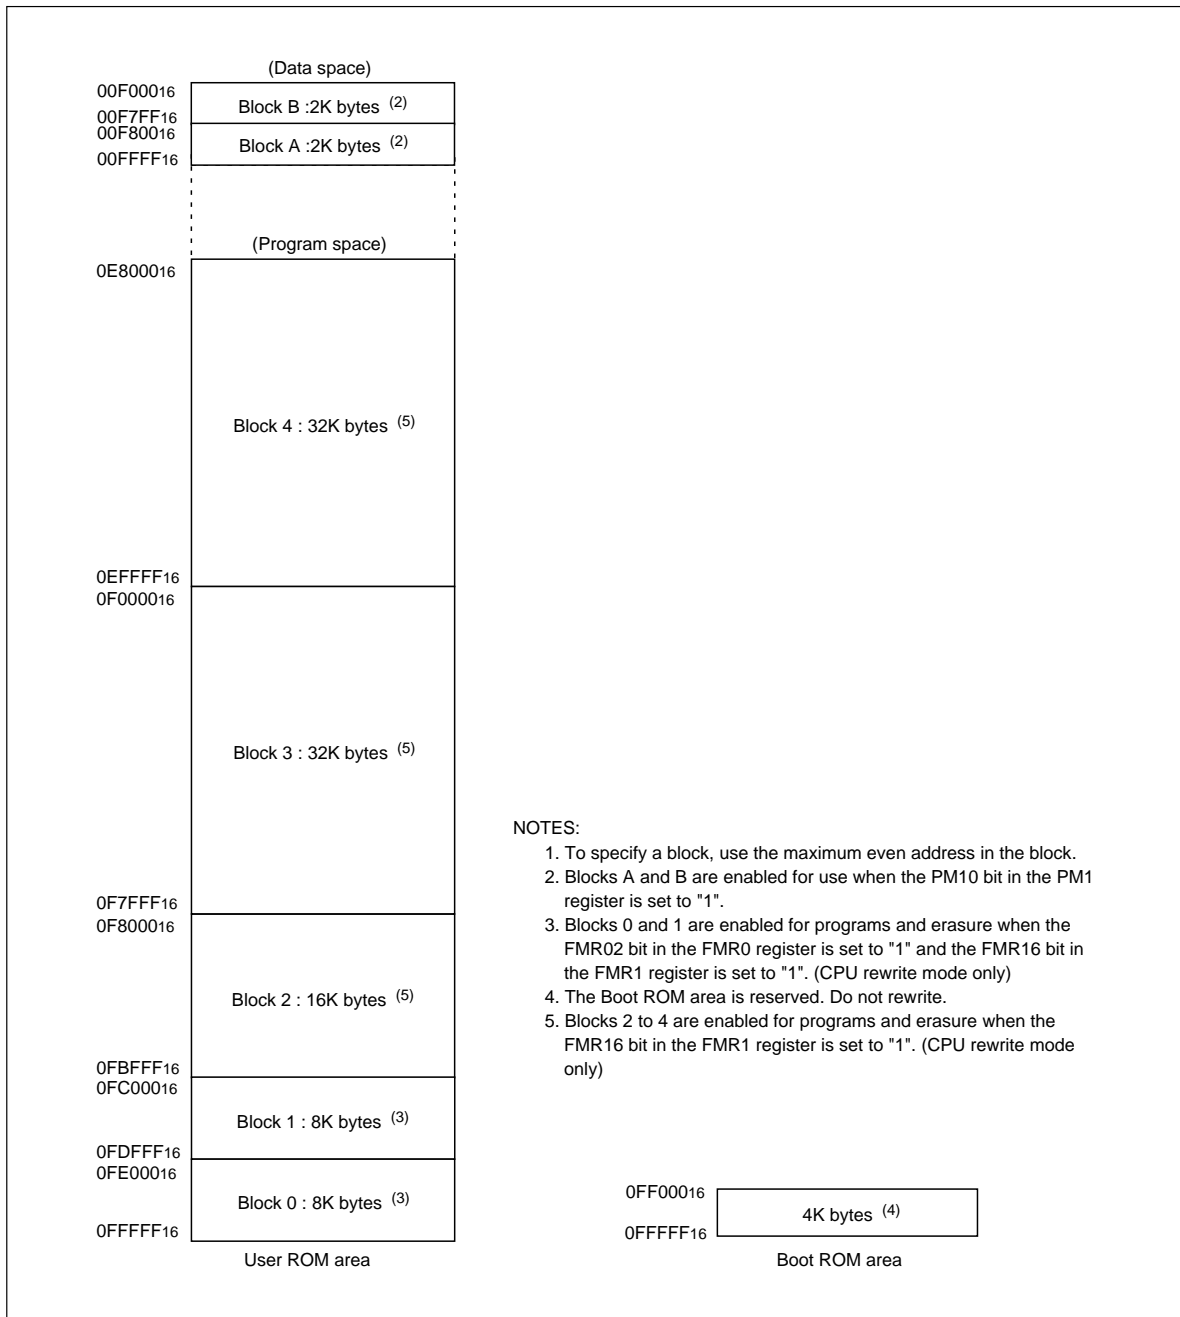 (Data space)
00F00016
Block B :2K bytes (2)
00F7FF16
00F80016
Block A :2K bytes (2)
00FFFF16
(Program space)
0E800016
Block 4 : 32K bytes (5)
0EFFFF16
0F000016
Block 3 : 32K bytes (5)
0F7FFF16
0F800016
Block 2 : 16K bytes (5)
0FBFFF16
0FC00016
Block 1 : 8K bytes (3)
0FDFFF16
0FE00016
Block 0 : 8K bytes (3)
0FFFFF16
User ROM area
NOTES:
1. To specify a block, use the maximum even address in the block.
2. Blocks A and B are enabled for use when the PM10 bit in the PM1
register is set to "1".
3. Blocks 0 and 1 are enabled for programs and erasure when the
FMR02 bit in the FMR0 register is set to "1" and the FMR16 bit in
the FMR1 register is set to "1". (CPU rewrite mode only)
4. The Boot ROM area is reserved. Do not rewrite.
5. Blocks 2 to 4 are enabled for programs and erasure when the
FMR16 bit in the FMR1 register is set to "1". (CPU rewrite mode
only)
0FF00016
4K bytes (4)
0FFFFF16
Boot ROM area